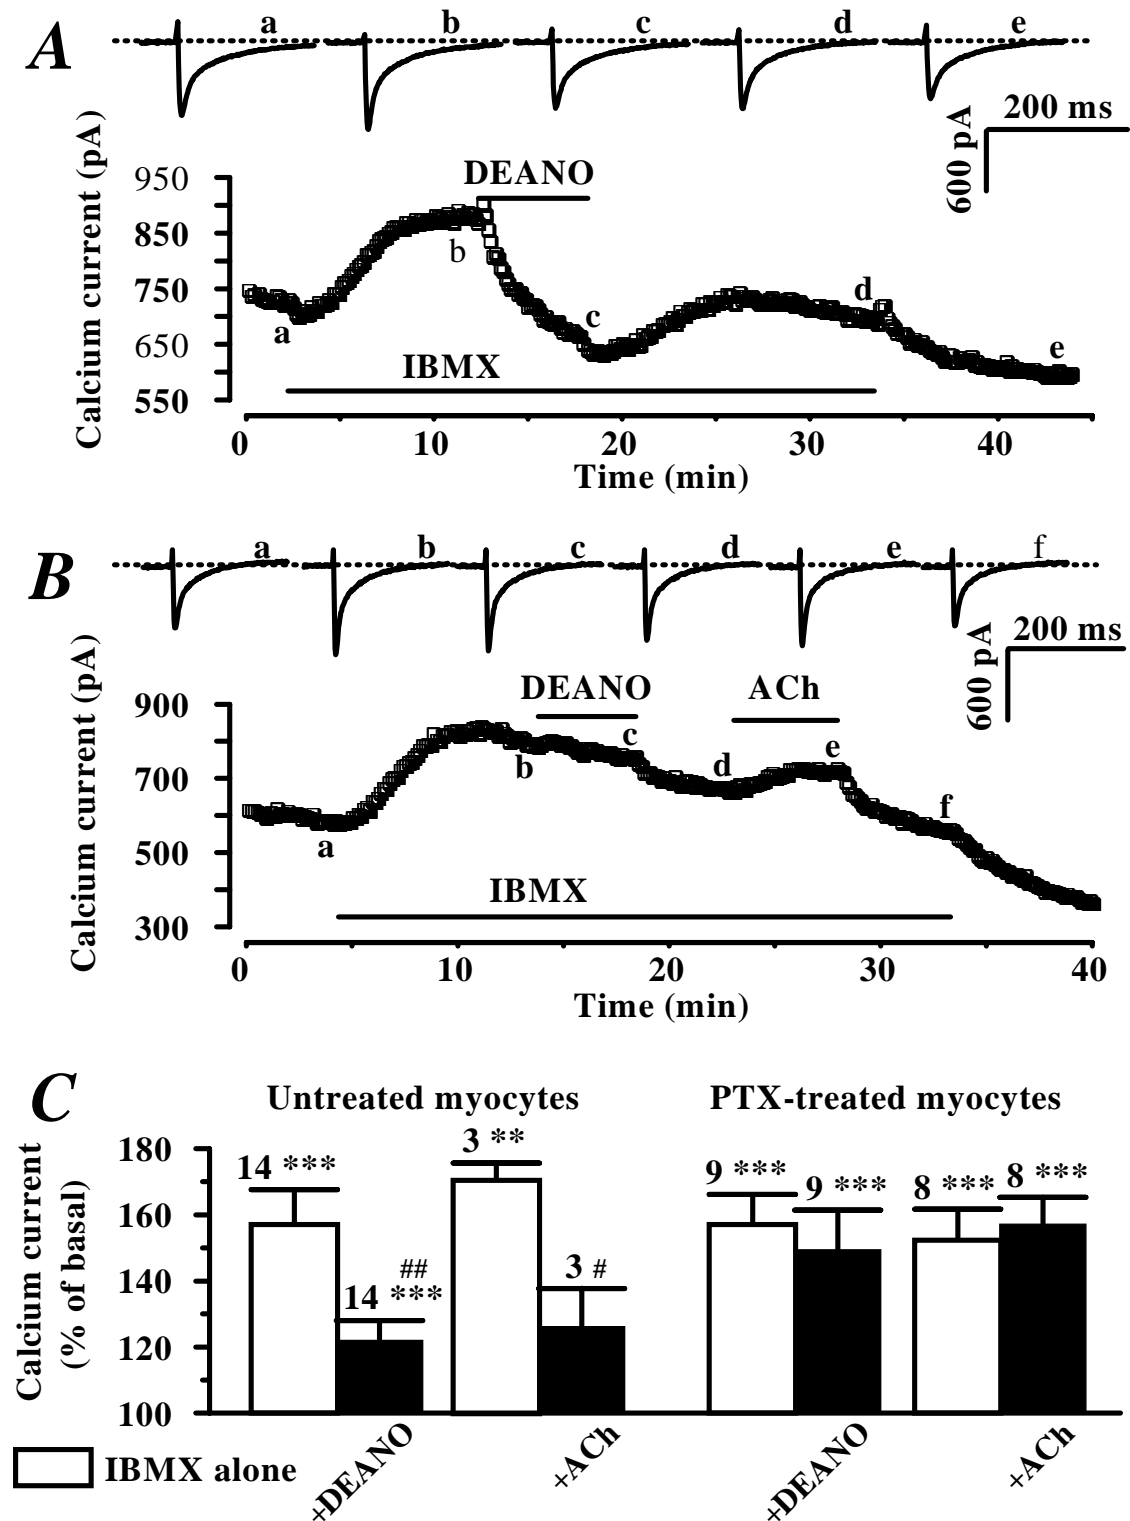 A
a b c d e
200 ms
600 pA
Calcium current (pA)
950
850
750
650
550
DEANO
b
a
c
d
e
IBMX
0 10 20 30 40
Time (min)
B
a b c d e f
200 ms
600 pA
Calcium current (pA)
900
700
500
300
DEANO ACh
a
b
c
d
e
f
IBMX
0 10 20 30 40
Time (min)
C
Untreated myocytes PTX-treated myocytes
Calcium current
(% of basal)
180
160
140
120
100
14 ***
##
14 ***
3 **
3 #
9 ***
9 ***
8 ***
8 ***
+DEANO
+ACh
+DEANO
+ACh
IBMX alone